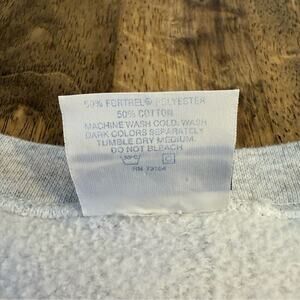 50% FORTREL® POLYESTER
50% COTTON
MACHINE WASH COLD. WASH
DARK COLORS SEPARATELY
TUMBLE DRY MEDIUM.
DO NOT BLEACH
RN